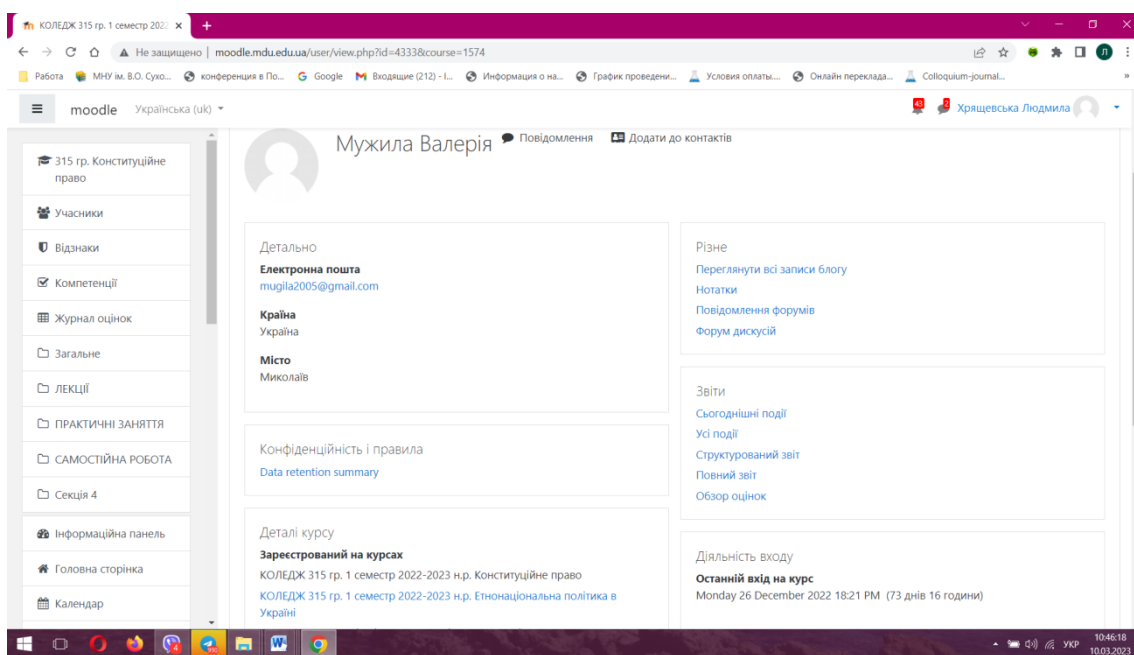 КОЛЕДЖ 315 гр. 1 семестр 2022
Не защищено | moodle.mdu.edu.ua/user/view.php?id=4333&course=1574
Работа МНУ ім. В.О. Сухо... конференция в По... Google Входящие (212) - l... Информация о на... График проведени... Условия оплаты.... Онлайн переклада... Colloquium-journal... »
moodle Українська (uk) 43 2 Хрящевська Людмила
315 гр. Конституційне
право
Учасники
Відзнаки
Компетенції
Журнал оцінок
Загальне
ЛЕКЦІЇ
ПРАКТИЧНІ ЗАНЯТТЯ
САМОСТІЙНА РОБОТА
Секція 4
Інформаційна панель
Головна сторінка
Календар
Мужила Валерія Повідомлення Додати до контактів
Детально
Електронна пошта
mugila2005@gmail.com
Країна
Україна
Місто
Миколаїв
Конфіденційність і правила
Data retention summary
Деталі курсу
Зареєстрований на курсах
КОЛЕДЖ 315 гр. 1 семестр 2022-2023 н.р. Конституційне право
КОЛЕДЖ 315 гр. 1 семестр 2022-2023 н.р. Етнонаціональна політика в
Україні
Різне
Переглянути всі записи блогу
Нотатки
Повідомлення форумів
Форум дискусій
Звіти
Сьогоднішні події
Усі події
Структурований звіт
Повний звіт
Обзор оцінок
Діяльність входу
Останній вхід на курс
Monday 26 December 2022 18:21 PM (73 днів 16 години)
УКР
10:46:18
10.03.2023